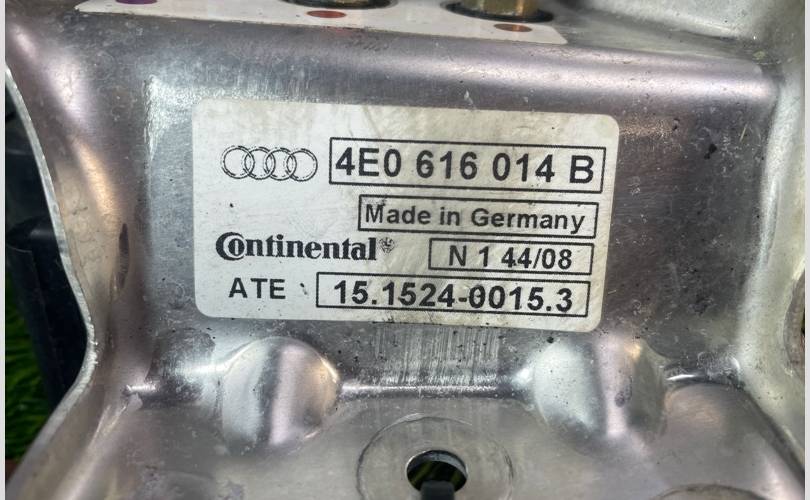 4E0 616 014 B
Made in Germany
Continental
N 1 44/08
ATE 15.1524-0015.3